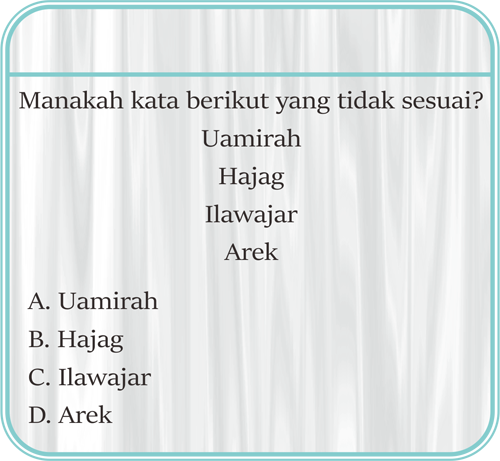 Manakah kata berikut yang tidak sesuai?
Uamirah
Hajag
Ilawajar
Arek
A. Uamirah
B. Hajag
C. Ilawajar
D. Arek